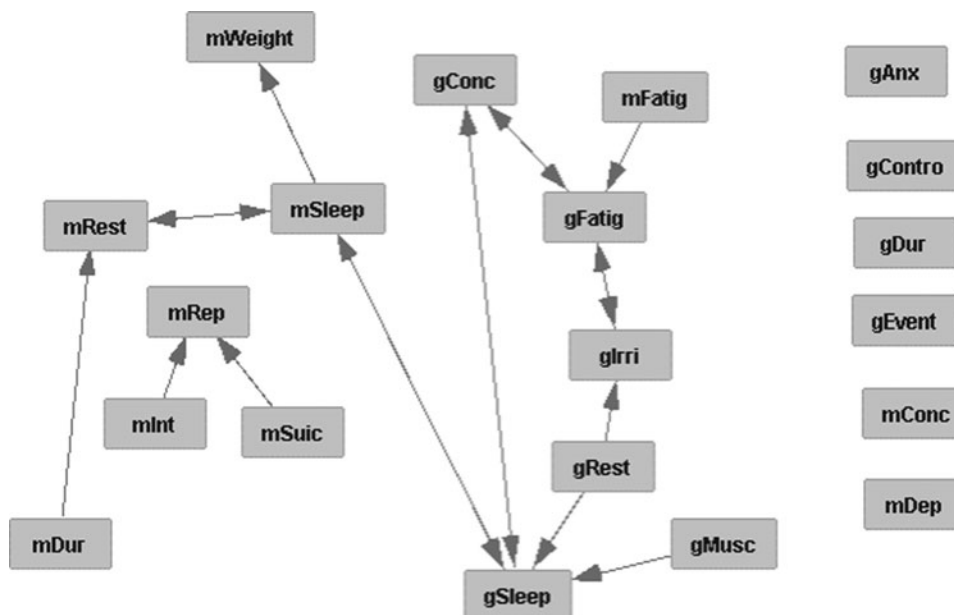 mWeight
gConc
mFatig
gAnx
gContro
mSleep
mRest
gFatig
gDur
mRep
gEvent
gIrri
mInt
mSuic
mConc
gRest
mDep
mDur
gMusc
gSleep